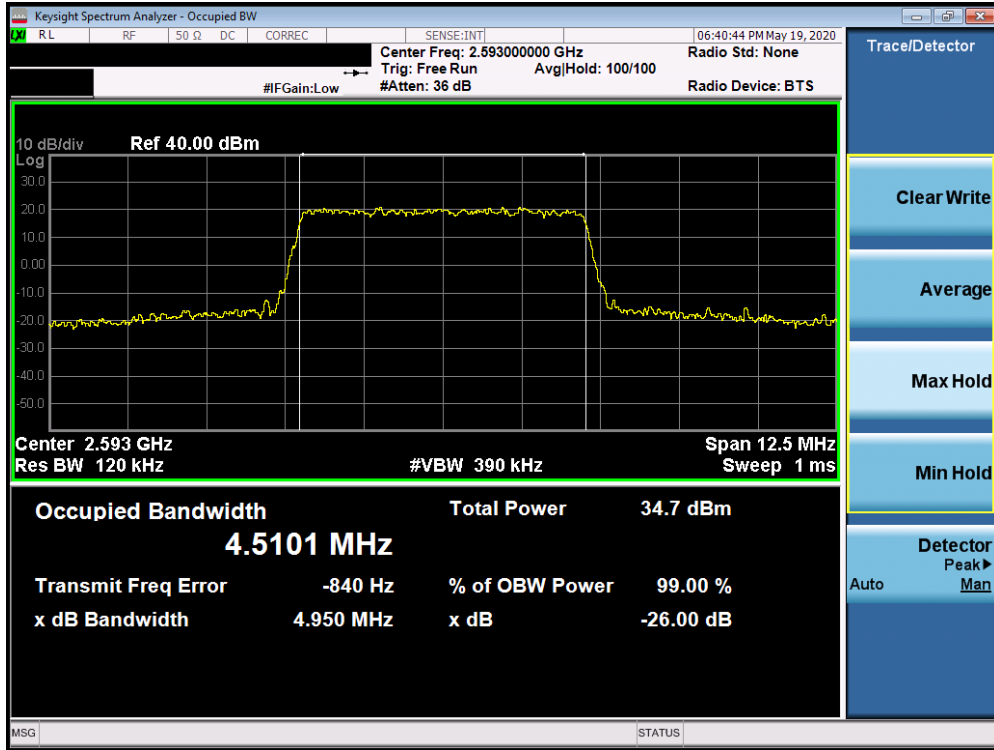 Keysight Spectrum Analyzer - Occupied BW
LXI RL RF 50 Ω DC CORREC SENSE:INT 06:40:44 PM May 19, 2020
Center Freq: 2.593000000 GHz Radio Std: None
Trig: Free Run Avg|Hold: 100/100
#IFGain:Low #Atten: 36 dB Radio Device: BTS
10 dB/div Ref 40.00 dBm
Log
30.0
20.0
10.0
0.00
-10.0
-20.0
-30.0
-40.0
-50.0
Center 2.593 GHz Span 12.5 MHz
Res BW 120 kHz #VBW 390 kHz Sweep 1 ms
Occupied Bandwidth Total Power 34.7 dBm
4.5101 MHz
Transmit Freq Error -840 Hz % of OBW Power 99.00 %
x dB Bandwidth 4.950 MHz x dB -26.00 dB
MSG STATUS
Trace/Detector
Clear Write
Average
Max Hold
Min Hold
Detector
Peak▶
Auto Man